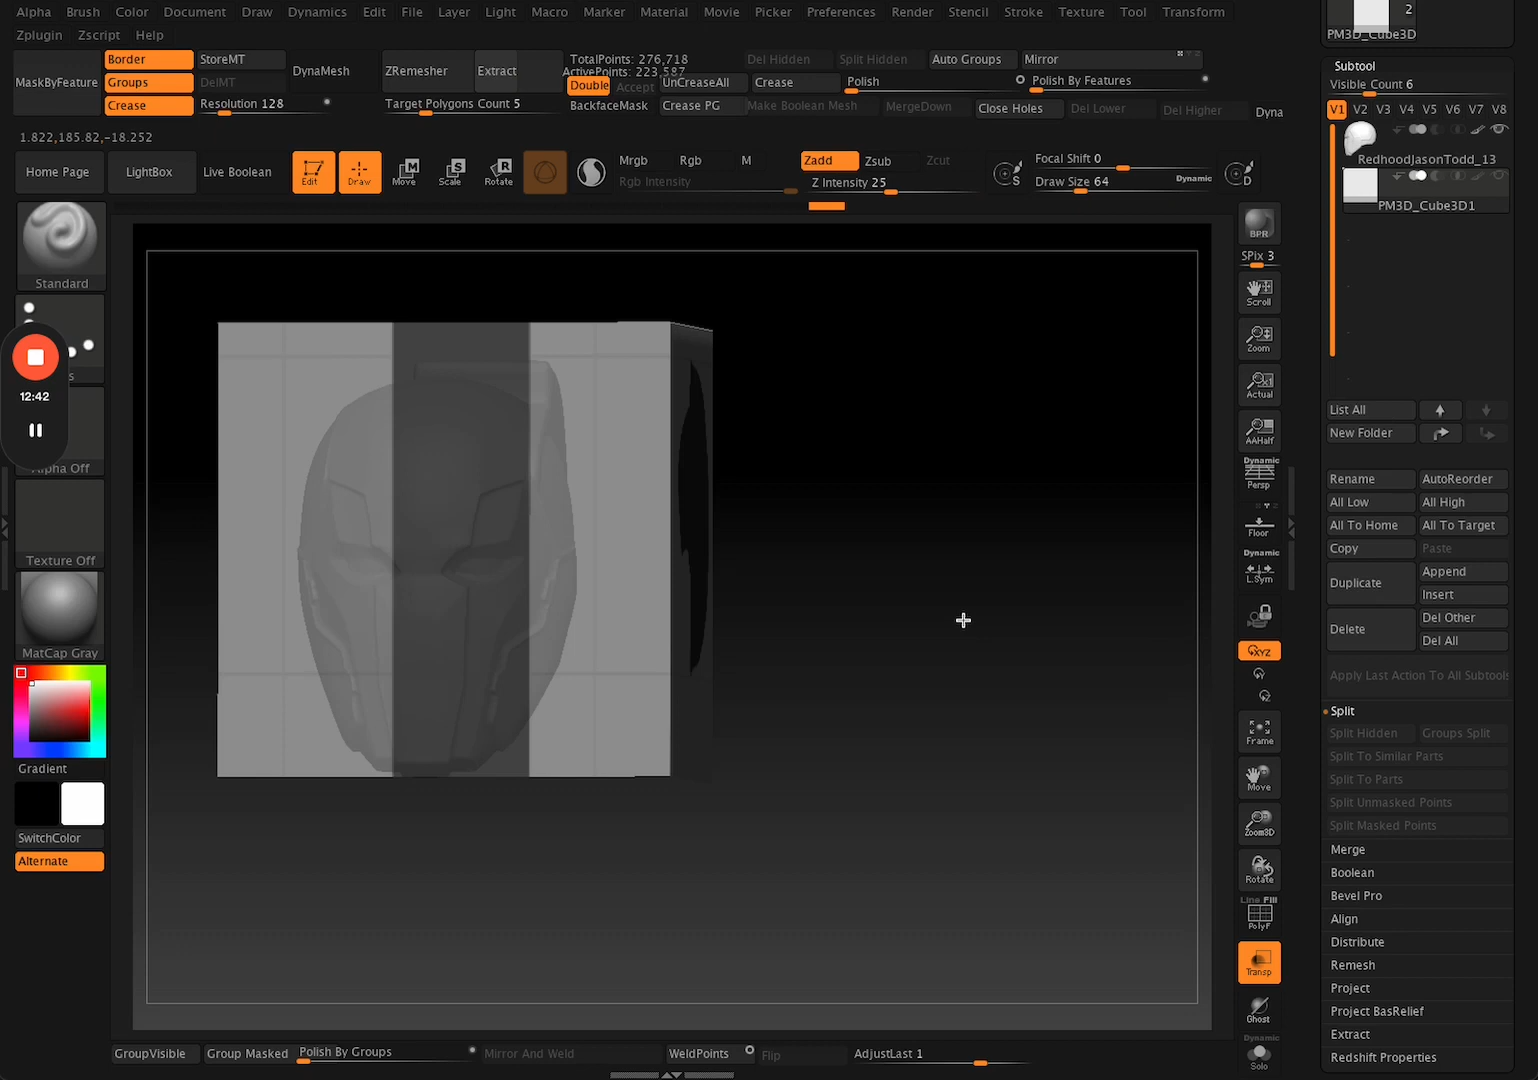 Alpha Brush Color Document Draw Dynamics Edit File Layer Light Macro Marker Material Movie Picker Preferences Render Stencil Stroke Texture Tool Transform
Zplugin Zscript Help
2
PM3D_Cube3D
MaskByFeature
Border
Groups
Crease
StoreMT
DelMT
Resolution 128
DynaMesh
ZRemesher
Extract
Target Polygons Count 5
TotalPoints: 276,718
ActivePoints: 223,587
Double
Accept
BackfaceMask
UnCreaseAll
Crease PG
Del Hidden
Split Hidden
Auto Groups
Mirror
Crease
Polish
Polish By Features
Make Boolean Mesh
MergeDown
Close Holes
Del Lower
Del Higher
Dyna
1.822,185.82,-18.252
Home Page
LightBox
Live Boolean
Edit
Draw
Move
Scale
Rotate
Mrgb Rgb M
Rgb Intensity
Zadd Zsub Zcut
Z Intensity 25
Focal Shift 0
Draw Size 64
Dynamic
S
D
Standard
s
12:42
Alpha Off
Texture Off
MatCap Gray
Gradient
SwitchColor
Alternate
BPR
SPix 3
Scroll
Zoom
Actual
AAHalf
Dynamic
Persp
Floor
Dynamic
L.Sym
XYZ
Frame
Move
Zoom3D
Rotate
Line Fill
PolyF
Transp
Ghost
Dynamic
Solo
Subtool
Visible Count 6
V1 V2 V3 V4 V5 V6 V7 V8
RedhoodJasonTodd_13
PM3D_Cube3D1
List All
New Folder
Rename AutoReorder
All Low All High
All To Home All To Target
Copy Paste
Duplicate Append
Insert
Delete Del Other
Del All
Apply Last Action To All Subtools
Split
Split Hidden Groups Split
Split To Similar Parts
Split To Parts
Split Unmasked Points
Split Masked Points
Merge
Boolean
Bevel Pro
Align
Distribute
Remesh
Project
Project BasRelief
Extract
Redshift Properties
GroupVisible Group Masked Polish By Groups Mirror And Weld WeldPoints Flip AdjustLast 1